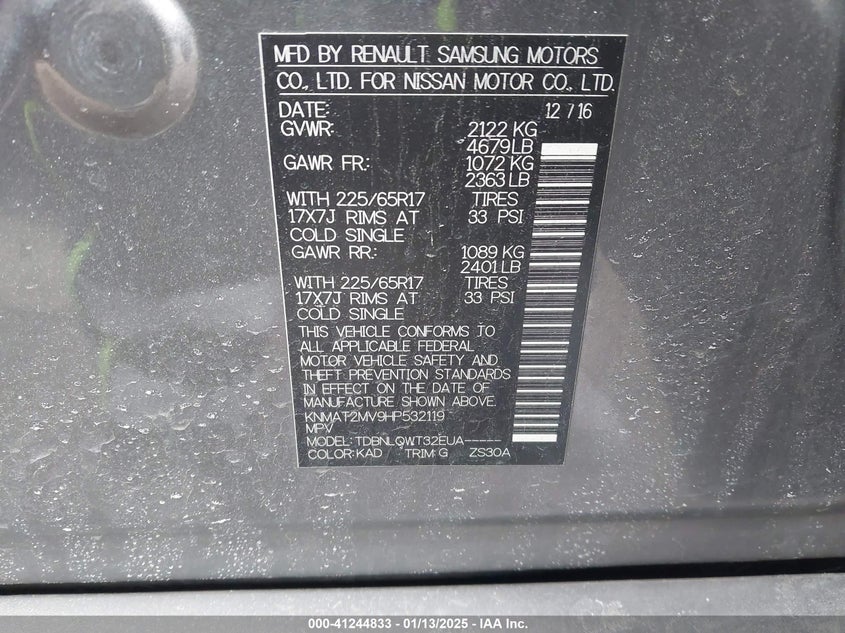 MFD BY RENAULT SAMSUNG MOTORS
CO., LTD. FOR NISSAN MOTOR CO., LTD.
DATE: 12 / 16
GVWR: 2122 KG
4679 LB
GAWR FR.: 1072 KG
2363 LB
WITH 225/65R17 TIRES
17X7J RIMS AT 33 PSI
COLD SINGLE
GAWR RR.: 1089 KG
2401 LB
WITH 225/65R17 TIRES
17X7J RIMS AT 33 PSI
COLD SINGLE
THIS VEHICLE CONFORMS TO
ALL APPLICABLE FEDERAL
MOTOR VEHICLE SAFETY AND
THEFT PREVENTION STANDARDS
IN EFFECT ON THE DATE OF
MANUFACTURE SHOWN ABOVE.
KNMAT2MV9HP532119
MPV
MODEL: TDBNLQWT32EUA-----
COLOR: KAD TRIM: G ZS30A
000-41244833 - 01/13/2025 - IAA Inc.